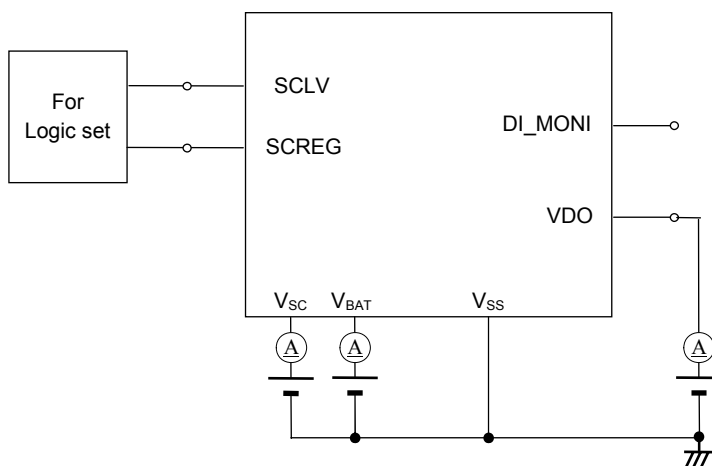 For
Logic set
SCLV
SCREG
DI_MONI
VDO
VSC
VBAT
VSS
A
A
A